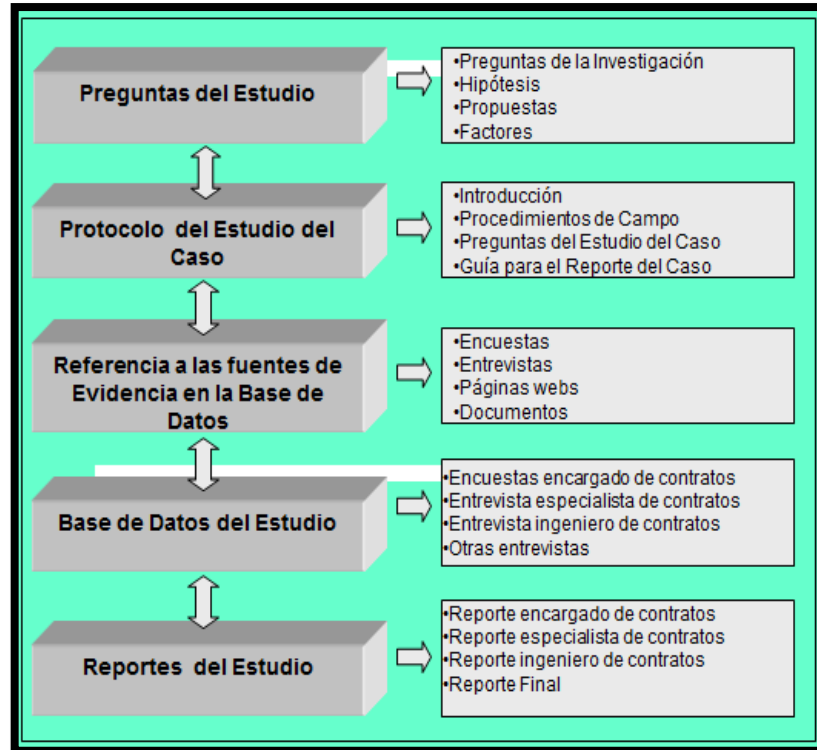 Preguntas del Estudio
•Preguntas de la Investigación
•Hipótesis
•Propuestas
•Factores
Protocolo del Estudio del
Caso
•Introducción
•Procedimientos de Campo
•Preguntas del Estudio del Caso
•Guía para el Reporte del Caso
Referencia a las fuentes de
Evidencia en la Base de
Datos
•Encuestas
•Entrevistas
•Páginas webs
•Documentos
Base de Datos del Estudio
•Encuestas encargado de contratos
•Entrevista especialista de contratos
•Entrevista ingeniero de contratos
•Otras entrevistas
Reportes del Estudio
•Reporte encargado de contratos
•Reporte especialista de contratos
•Reporte ingeniero de contratos
•Reporte Final